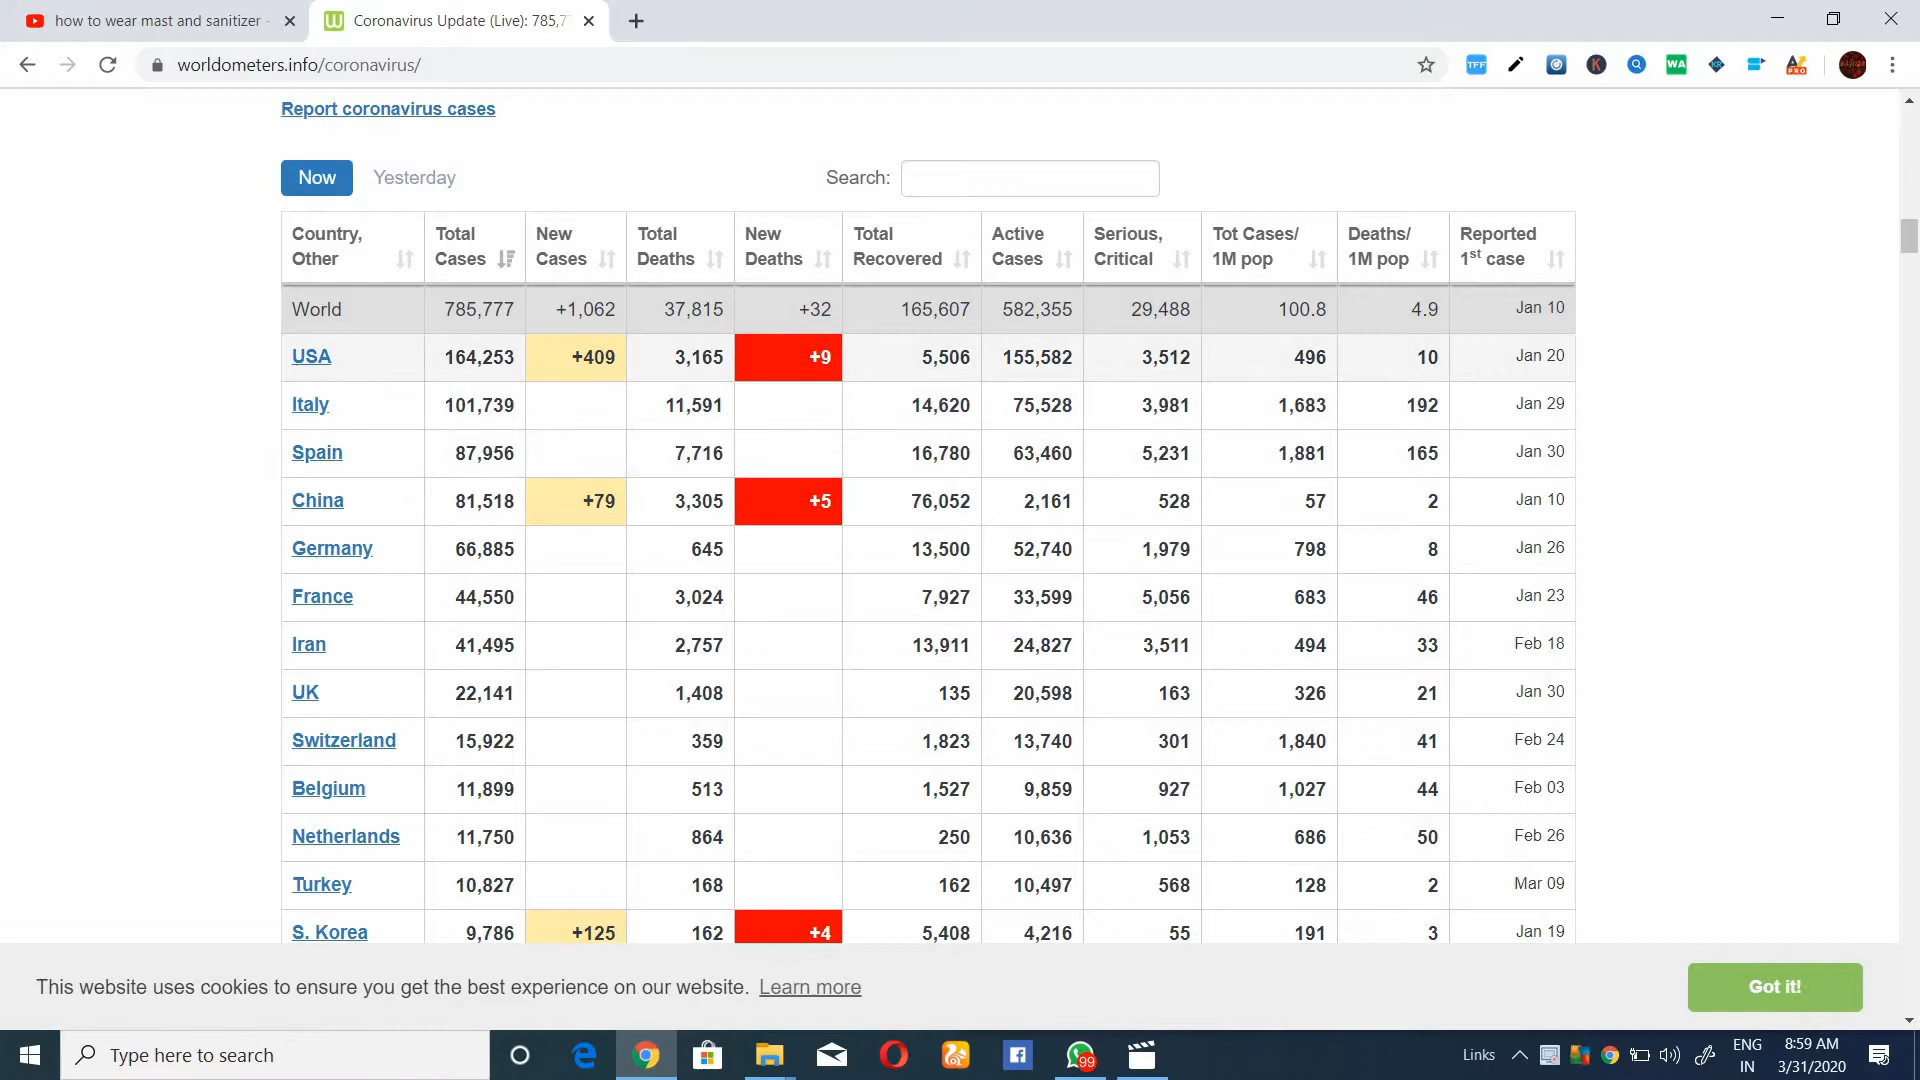 how to wear mast and sanitizer -
Coronavirus Update (Live): 785,7
worldometers.info/coronavirus/
TFF
K
WA
KR
PRO
Report coronavirus cases
Now Yesterday Search:
Country, Other Total Cases New Cases Total Deaths New Deaths Total Recovered Active Cases Serious, Critical Tot Cases/ 1M pop Deaths/ 1M pop Reported 1st case
World 785,777 +1,062 37,815 +32 165,607 582,355 29,488 100.8 4.9 Jan 10
USA 164,253 +409 3,165 +9 5,506 155,582 3,512 496 10 Jan 20
Italy 101,739 11,591 14,620 75,528 3,981 1,683 192 Jan 29
Spain 87,956 7,716 16,780 63,460 5,231 1,881 165 Jan 30
China 81,518 +79 3,305 +5 76,052 2,161 528 57 2 Jan 10
Germany 66,885 645 13,500 52,740 1,979 798 8 Jan 26
France 44,550 3,024 7,927 33,599 5,056 683 46 Jan 23
Iran 41,495 2,757 13,911 24,827 3,511 494 33 Feb 18
UK 22,141 1,408 135 20,598 163 326 21 Jan 30
Switzerland 15,922 359 1,823 13,740 301 1,840 41 Feb 24
Belgium 11,899 513 1,527 9,859 927 1,027 44 Feb 03
Netherlands 11,750 864 250 10,636 1,053 686 50 Feb 26
Turkey 10,827 168 162 10,497 568 128 2 Mar 09
S. Korea 9,786 +125 162 +4 5,408 4,216 55 191 3 Jan 19
This website uses cookies to ensure you get the best experience on our website. Learn more
Got it!
Type here to search
99
Links
ENG
IN
8:59 AM
3/31/2020